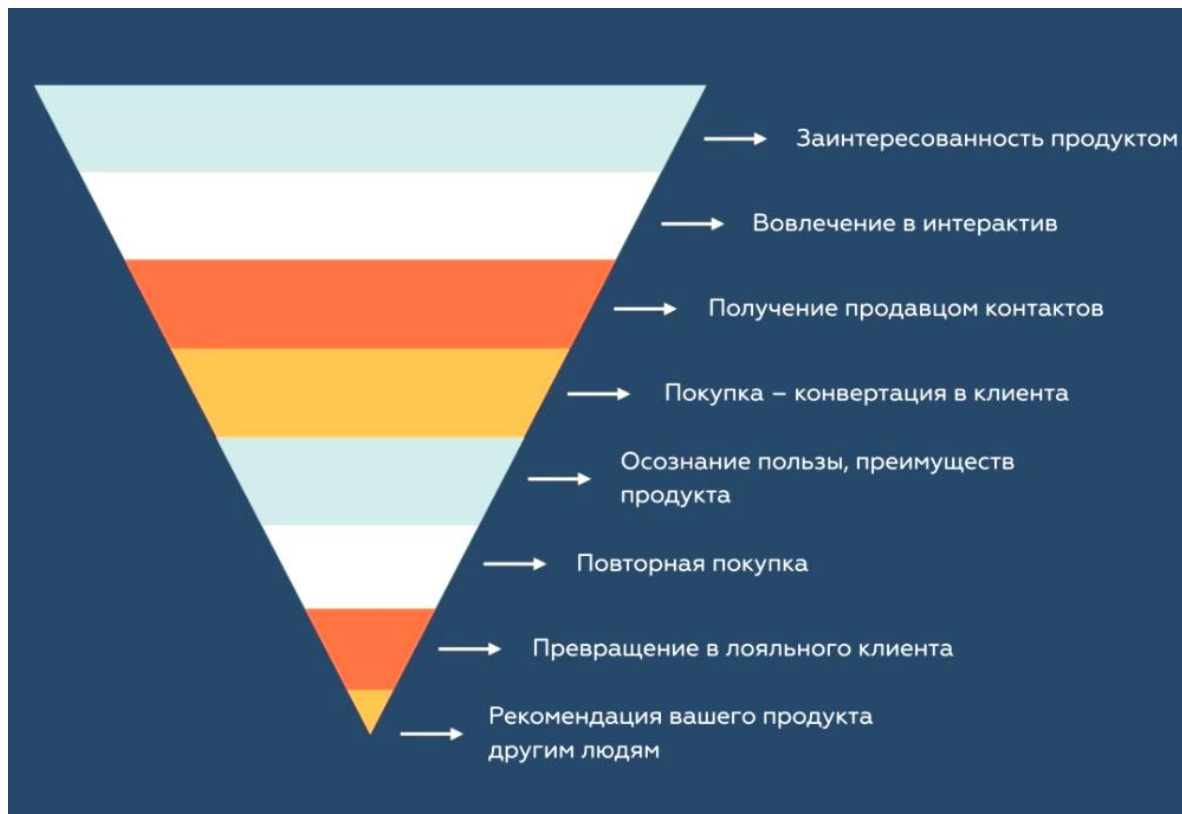 Заинтересованность продуктом
Вовлечение в интерактив
Получение продавцом контактов
Покупка – конвертация в клиента
Осознание пользы, преимуществ
продукта
Повторная покупка
Превращение в лояльного клиента
Рекомендация вашего продукта
другим людям